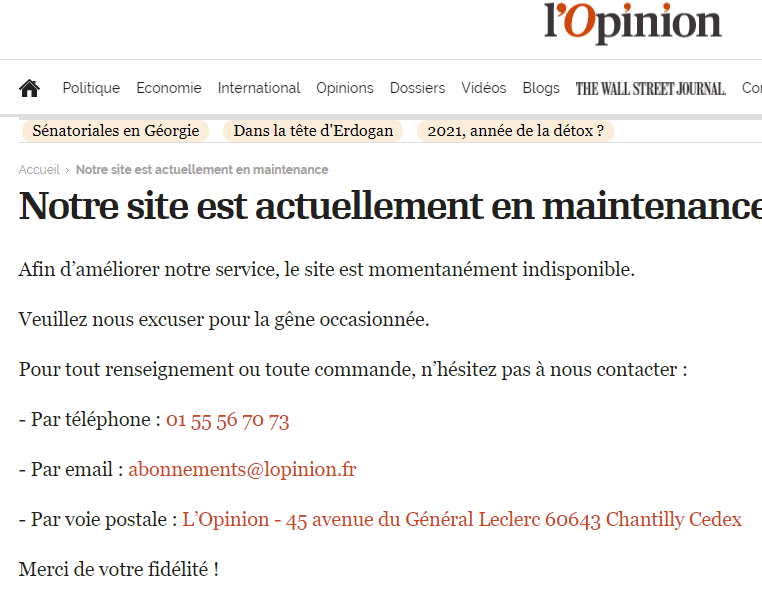 l'Opinion
Politique Economie International Opinions Dossiers Vidéos Blogs THE WALL STREET JOURNAL.
Sénatoriales en Géorgie Dans la tête d'Erdogan 2021, année de la détox ?
Accueil › Notre site est actuellement en maintenance
Notre site est actuellement en maintenance
Afin d’améliorer notre service, le site est momentanément indisponible.
Veuillez nous excuser pour la gêne occasionnée.
Pour tout renseignement ou toute commande, n’hésitez pas à nous contacter :
- Par téléphone : 01 55 56 70 73
- Par email : abonnements@lopinion.fr
- Par voie postale : L’Opinion - 45 avenue du Général Leclerc 60643 Chantilly Cedex
Merci de votre fidélité !